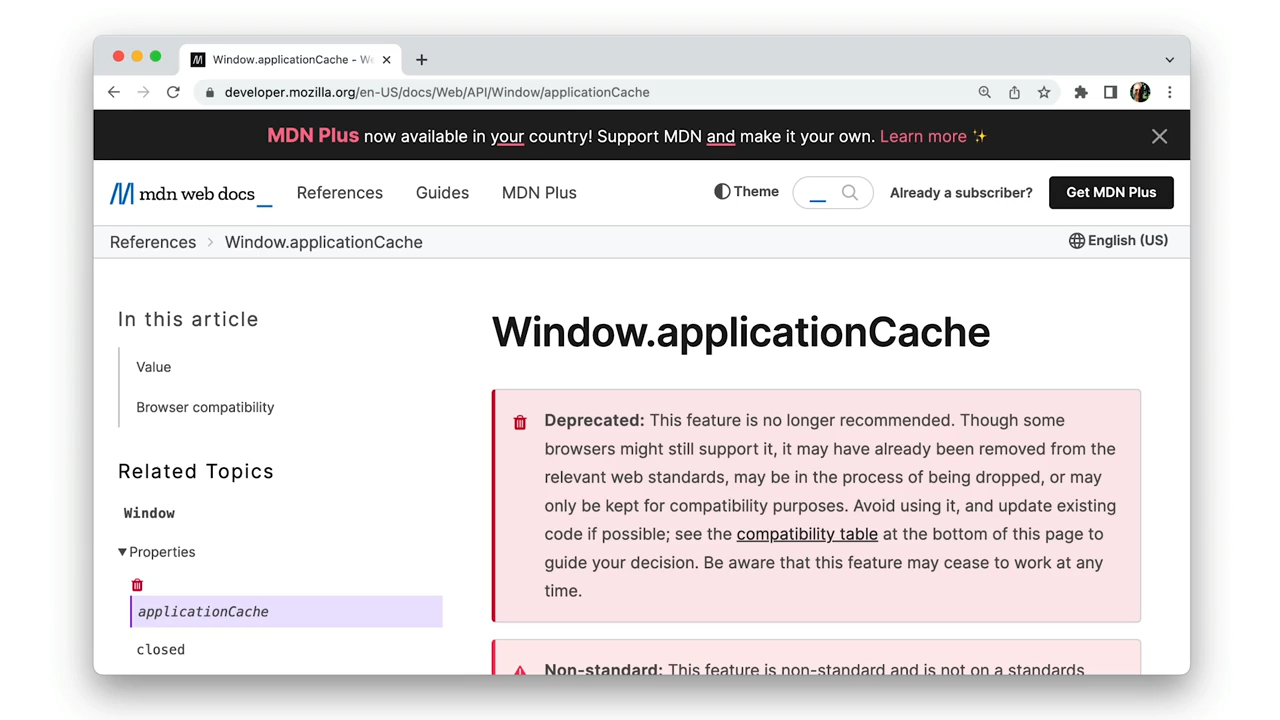 Window.applicationCache - We
developer.mozilla.org/en-US/docs/Web/API/Window/applicationCache
MDN Plus now available in your country! Support MDN and make it your own. Learn more ✨
mdn web docs_ References Guides MDN Plus Theme Already a subscriber? Get MDN Plus
References > Window.applicationCache English (US)
In this article
Value
Browser compatibility
Related Topics
Window
▼Properties
applicationCache
closed
Window.applicationCache
Deprecated: This feature is no longer recommended. Though some
browsers might still support it, it may have already been removed from the
relevant web standards, may be in the process of being dropped, or may
only be kept for compatibility purposes. Avoid using it, and update existing
code if possible; see the compatibility table at the bottom of this page to
guide your decision. Be aware that this feature may cease to work at any
time.
Non-standard: This feature is non-standard and is not on a standards